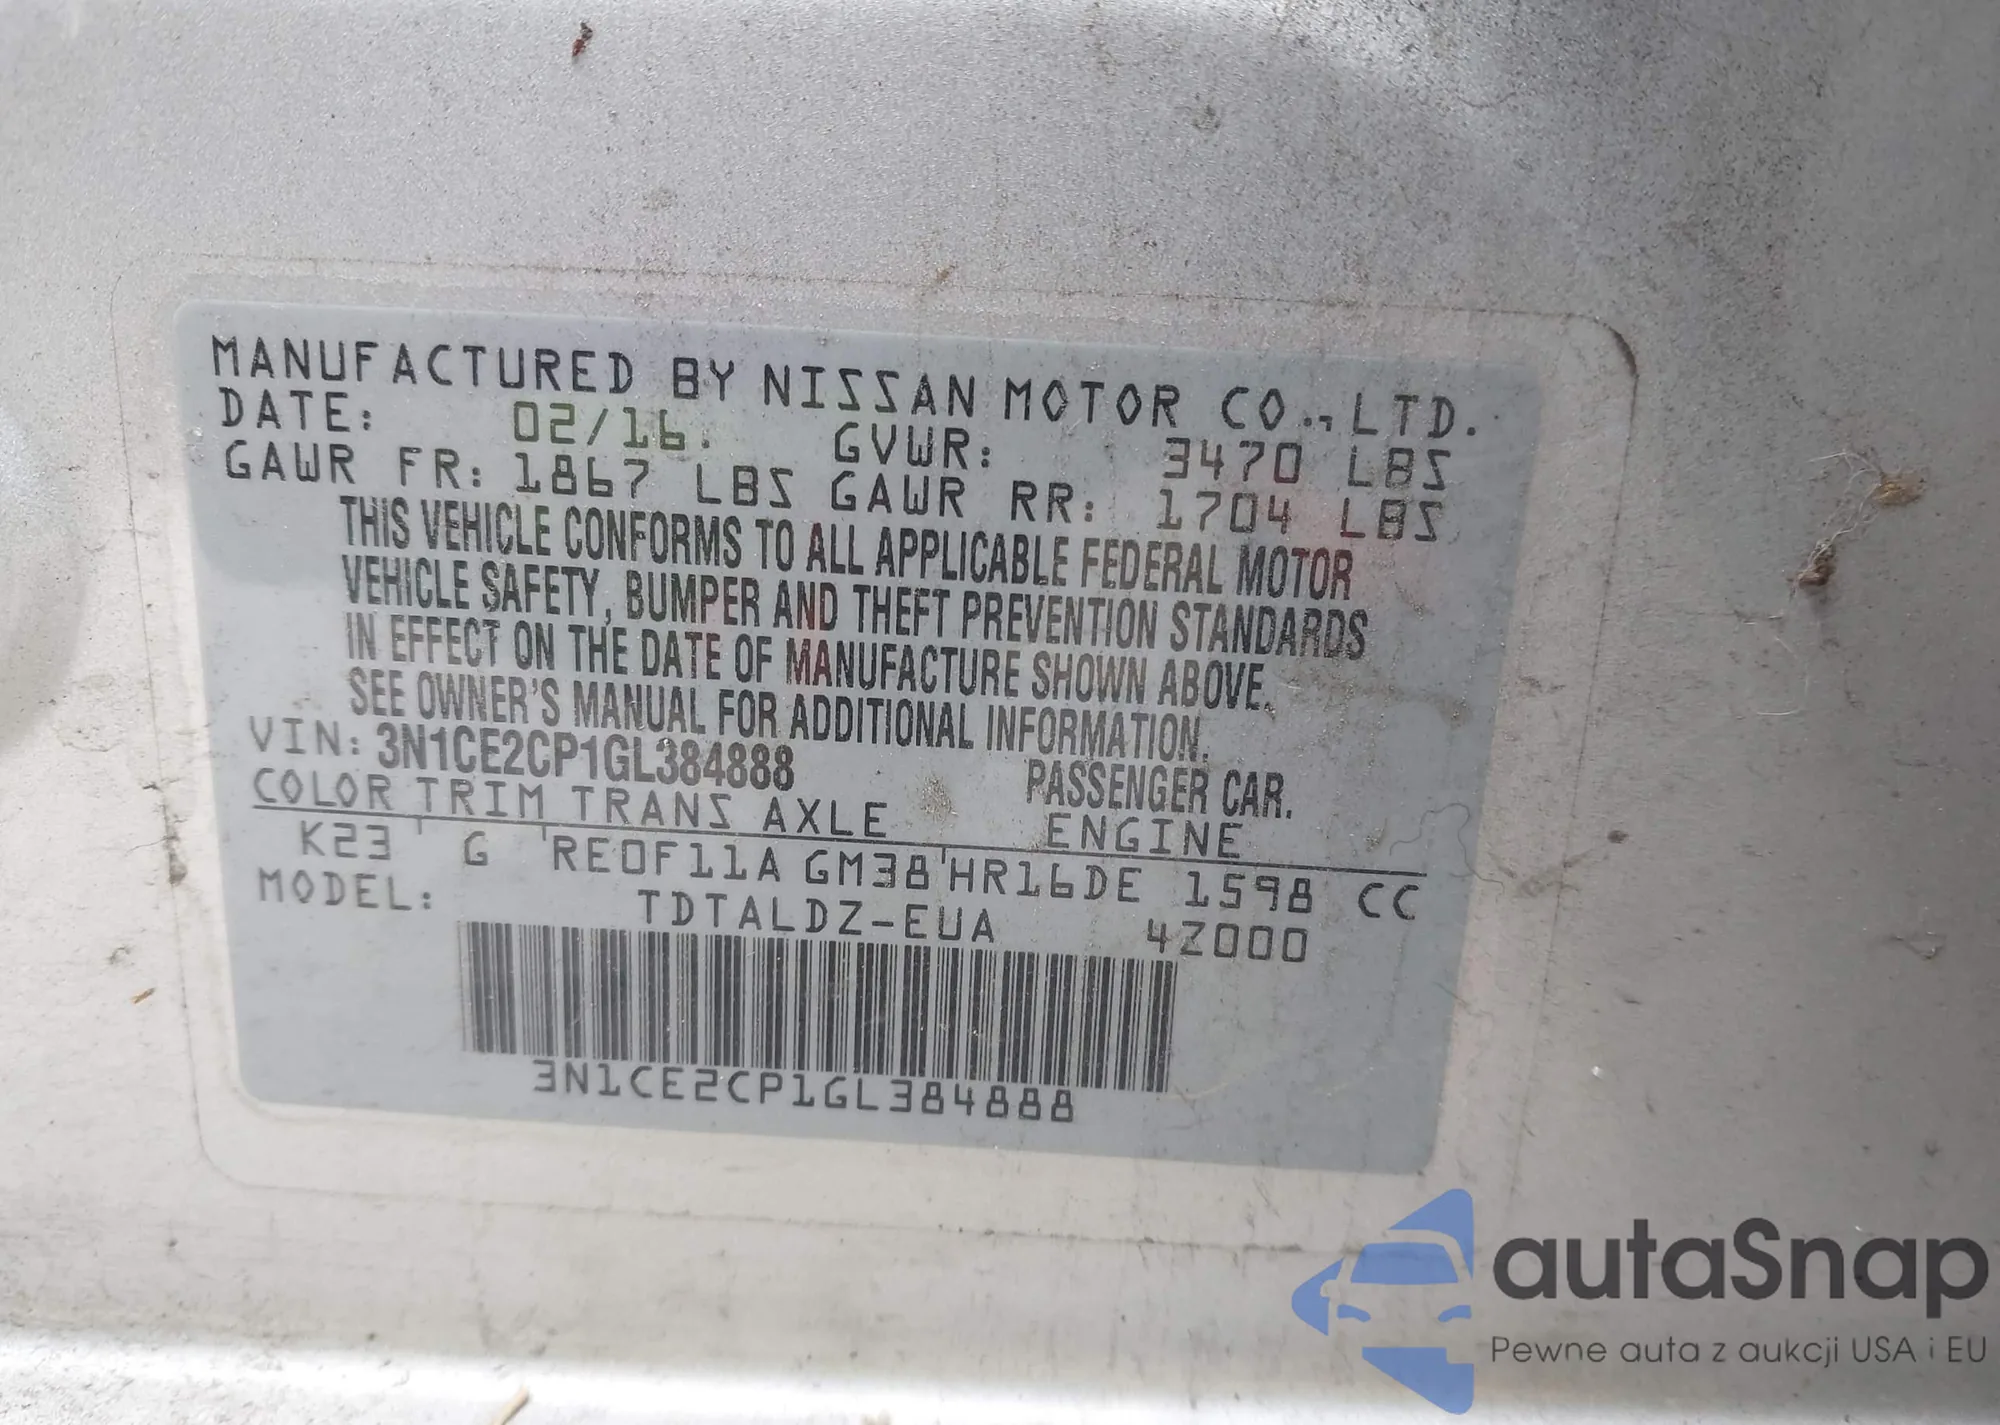 MANUFACTURED BY NISSAN MOTOR CO., LTD.
DATE: 02/16. GVWR: 3470 LBS
GAWR FR: 1867 LBS GAWR RR: 1704 LBS
THIS VEHICLE CONFORMS TO ALL APPLICABLE FEDERAL MOTOR
VEHICLE SAFETY, BUMPER AND THEFT PREVENTION STANDARDS
IN EFFECT ON THE DATE OF MANUFACTURE SHOWN ABOVE.
SEE OWNER'S MANUAL FOR ADDITIONAL INFORMATION.
VIN: 3N1CE2CP1GL384888 PASSENGER CAR.
COLOR TRIM TRANS AXLE ENGINE
K23 G RE0F11A GM38 HR16DE 1598 CC
MODEL: TDTALDZ-EUA 4Z000
3N1CE2CP1GL384888
autaSnap
Pewne auta z aukcji USA i EU